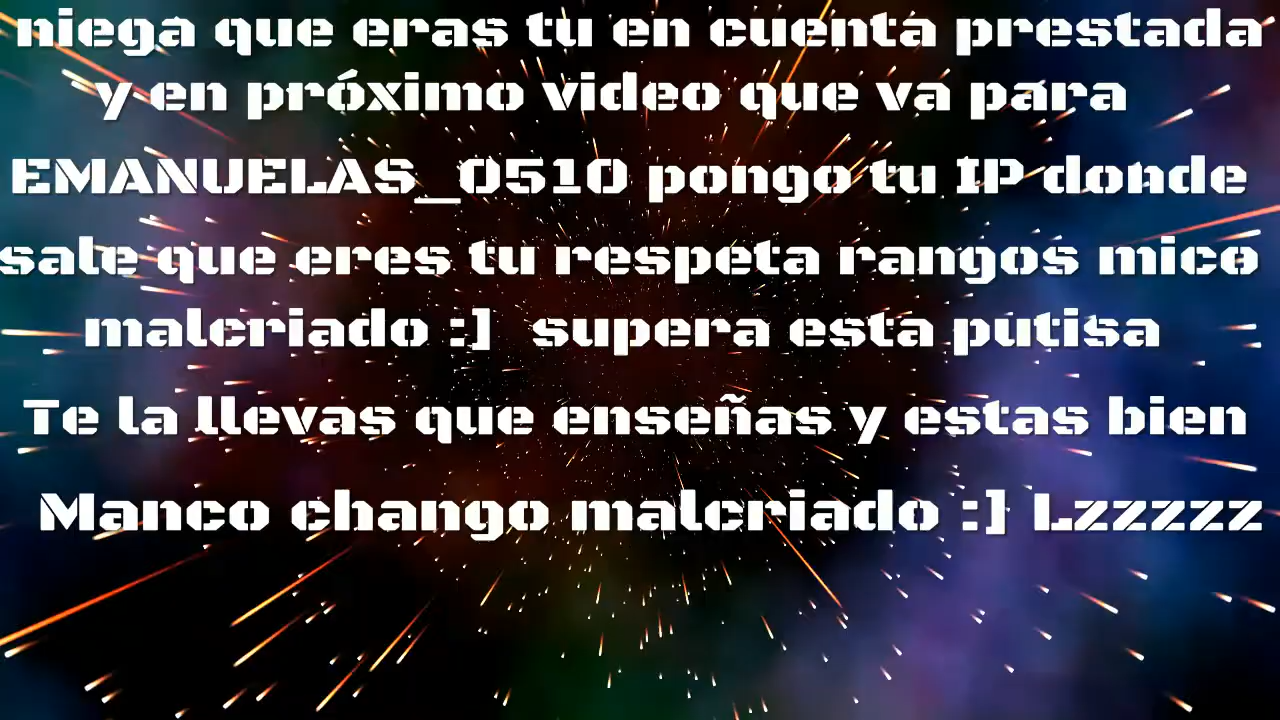 niega que eras tu en cuenta prestada
y en próximo video que va para
EMANUELAS_0510 pongo tu IP donde
sale que eres tu respeta rangos mico
malcriado :] supera esta putisa
Te la llevas que enseñas y estas bien
Manco chango malcriado :] Lzzzzz